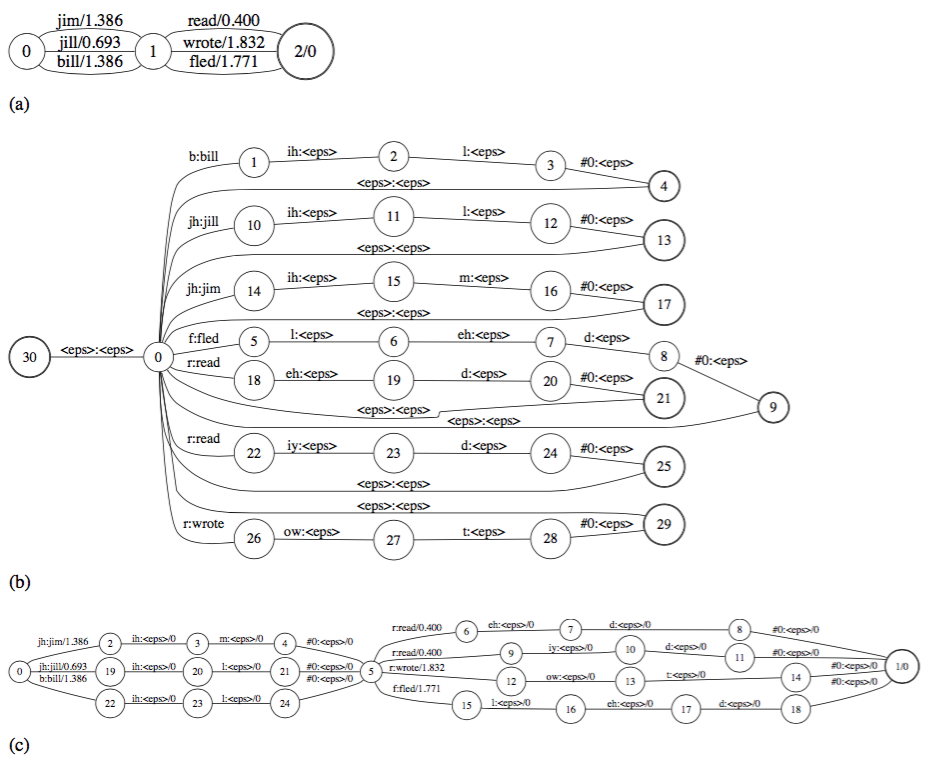 jim/1.386 read/0.400
0 jill/0.693 1 wrote/1.832 2/0
bill/1.386 fled/1.771
(a)
b:bill 1 ih:<eps> 2 l:<eps> 3 #0:<eps>
<eps>:<eps> 4
jh:jill 10 ih:<eps> 11 l:<eps> 12 #0:<eps>
<eps>:<eps> 13
jh:jim 14 ih:<eps> 15 m:<eps> 16 #0:<eps>
<eps>:<eps> 17
f:fled 5 l:<eps> 6 eh:<eps> 7 d:<eps> 8 #0:<eps>
30 <eps>:<eps> 0
r:read 18 eh:<eps> 19 d:<eps> 20 #0:<eps> 21
<eps>:<eps> 9
<eps>:<eps>
r:read 22 iy:<eps> 23 d:<eps> 24 #0:<eps> 25
<eps>:<eps>
<eps>:<eps>
r:wrote 26 ow:<eps> 27 t:<eps> 28 #0:<eps> 29
(b)
jh:jim/1.386 2 ih:<eps>/0 3 m:<eps>/0 4 #0:<eps>/0 r:read/0.400 6 eh:<eps>/0 7 d:<eps>/0 8 #0:<eps>/0
r:read/0.400 9 iy:<eps>/0 10 d:<eps>/0 11 #0:<eps>/0
0 jh:jill/0.693 19 ih:<eps>/0 20 l:<eps>/0 21 #0:<eps>/0 5 r:wrote/1.832 12 ow:<eps>/0 13 t:<eps>/0 14 #0:<eps>/0 1/0
b:bill/1.386 22 ih:<eps>/0 23 l:<eps>/0 24 #0:<eps>/0 f:fled/1.771 15 l:<eps>/0 16 eh:<eps>/0 17 d:<eps>/0 18 #0:<eps>/0
(c)